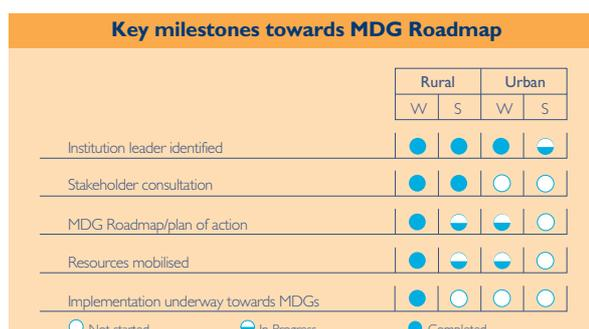 Key milestones towards MDG Roadmap
Rural Urban
W S W S
Institution leader identified
Stakeholder consultation
MDG Roadmap/plan of action
Resources mobilised
Implementation underway towards MDGs
Not started In Progress Completed